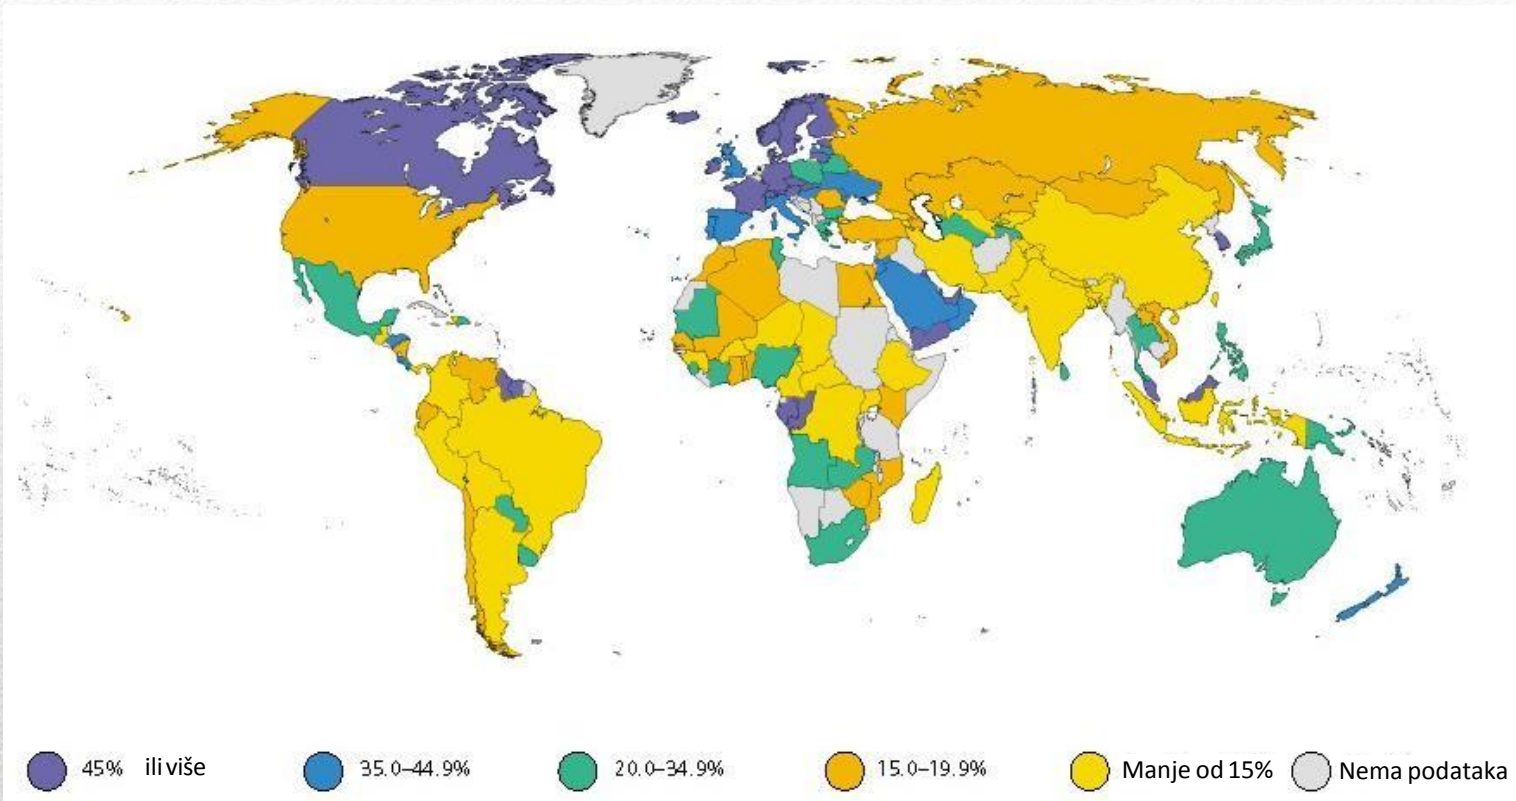 45% ili više 35.0–44.9% 20.0–34.9% 15.0–19.9% Manje od 15% Nema podataka